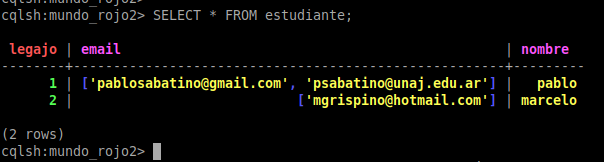 cqlsh:mundo_rojo2>
cqlsh:mundo_rojo2> SELECT * FROM estudiante;
 legajo | email                                               | nombre
--------+-----------------------------------------------------+---------
      1 | ['pablosabatino@gmail.com', 'psabatino@unaj.edu.ar'] |   pablo
      2 |                            ['mgrispino@hotmail.com'] | marcelo
(2 rows)
cqlsh:mundo_rojo2>